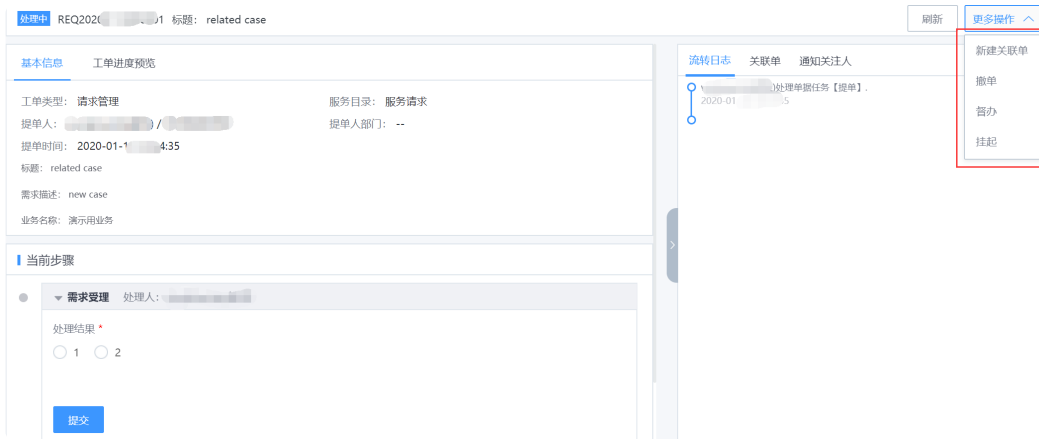 处理中 REQ2020 01 标题: related case
刷新
更多操作
新建关联单
撤单
督办
挂起
基本信息 工单进度预览
工单类型: 请求管理 服务目录: 服务请求
提单人: / 提单人部门: --
提单时间: 2020-01-1 4:35
标题: related case
需求描述: new case
业务名称: 演示用业务
当前步骤
需求受理 处理人:
处理结果 *
1 2
提交
流转日志 关联单 通知关注人
)处理单据任务【提单】.
2020-01 5